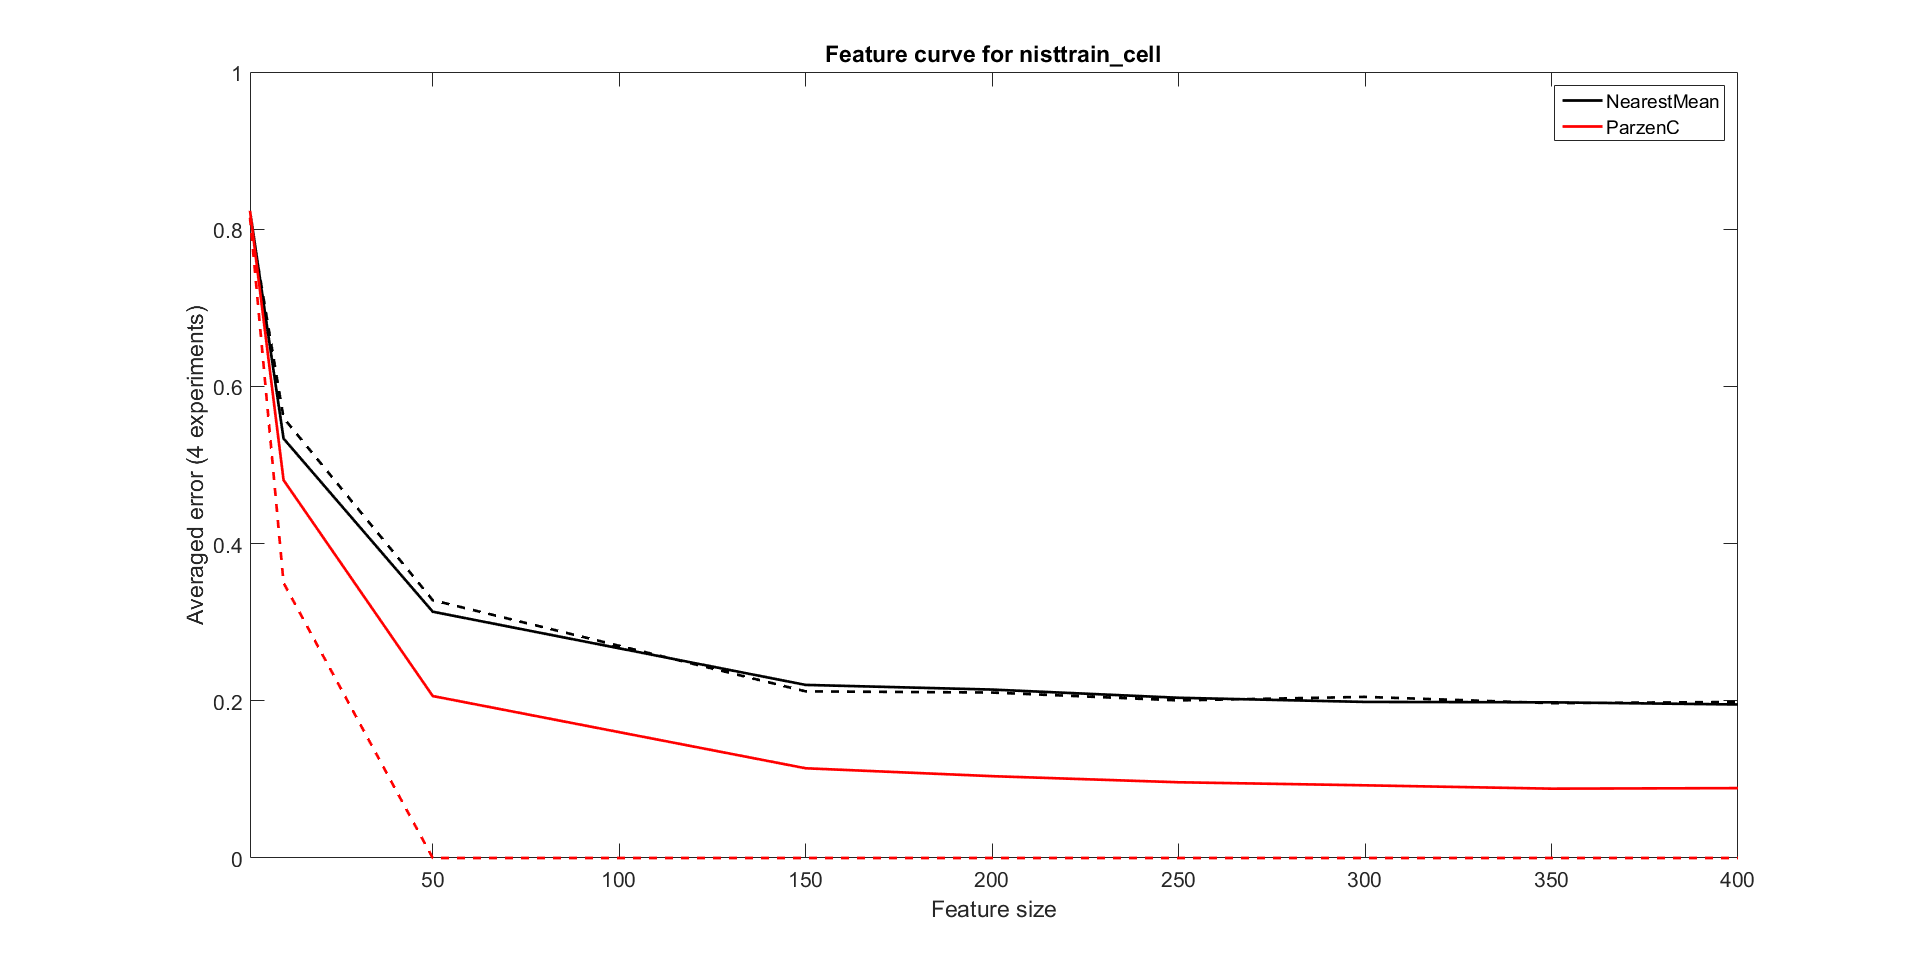 Feature curve for nisttrain_cell
NearestMean
ParzenC
Averaged error (4 experiments)
1
0.8
0.6
0.4
0.2
0
50 100 150 200 250 300 350 400
Feature size